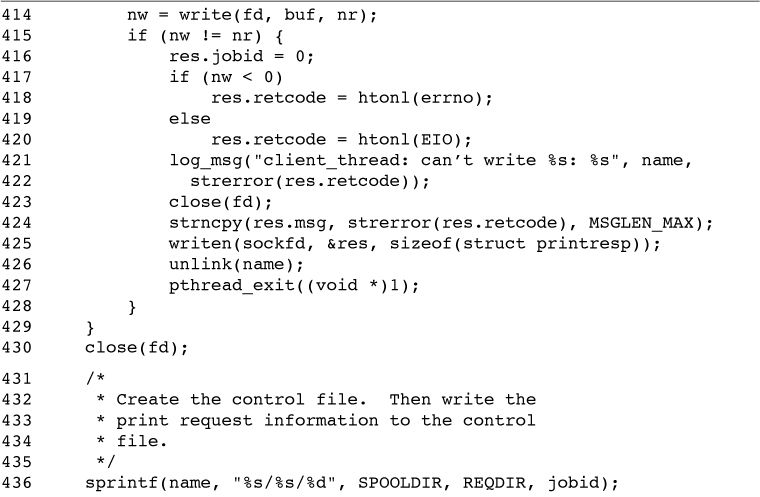 414         nw = write(fd, buf, nr);
415         if (nw != nr) {
416             res.jobid = 0;
417             if (nw < 0)
418                 res.retcode = htonl(errno);
419             else
420                 res.retcode = htonl(EIO);
421             log_msg("client_thread: can’t write %s: %s", name,
422               strerror(res.retcode));
423             close(fd);
424             strncpy(res.msg, strerror(res.retcode), MSGLEN_MAX);
425             writen(sockfd, &res, sizeof(struct printresp));
426             unlink(name);
427             pthread_exit((void *)1);
428         }
429     }
430     close(fd);
431     /*
432      * Create the control file.  Then write the
433      * print request information to the control
434      * file.
435      */
436     sprintf(name, "%s/%s/%d", SPOOLDIR, REQDIR, jobid);